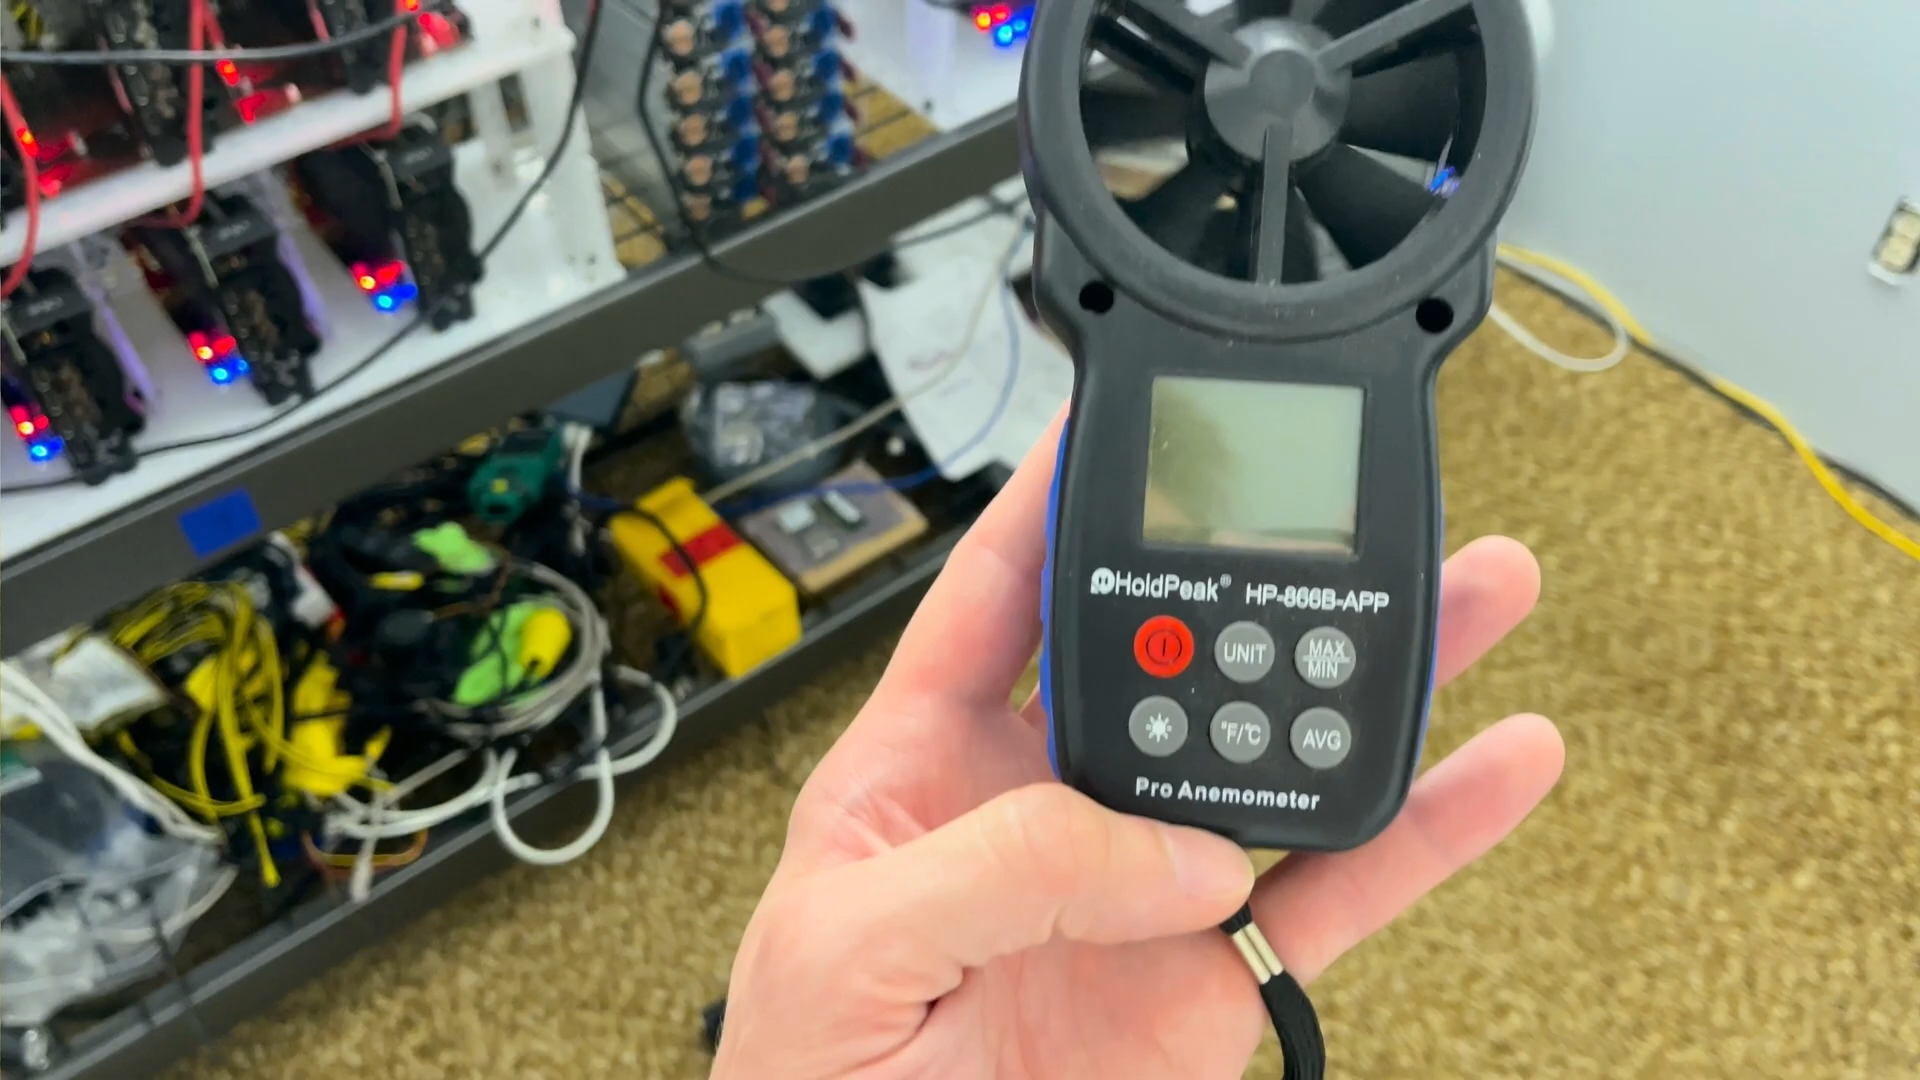 HoldPeak® HP-866B-APP
UNIT
MAX
MIN
°F/°C
AVG
Pro Anemometer